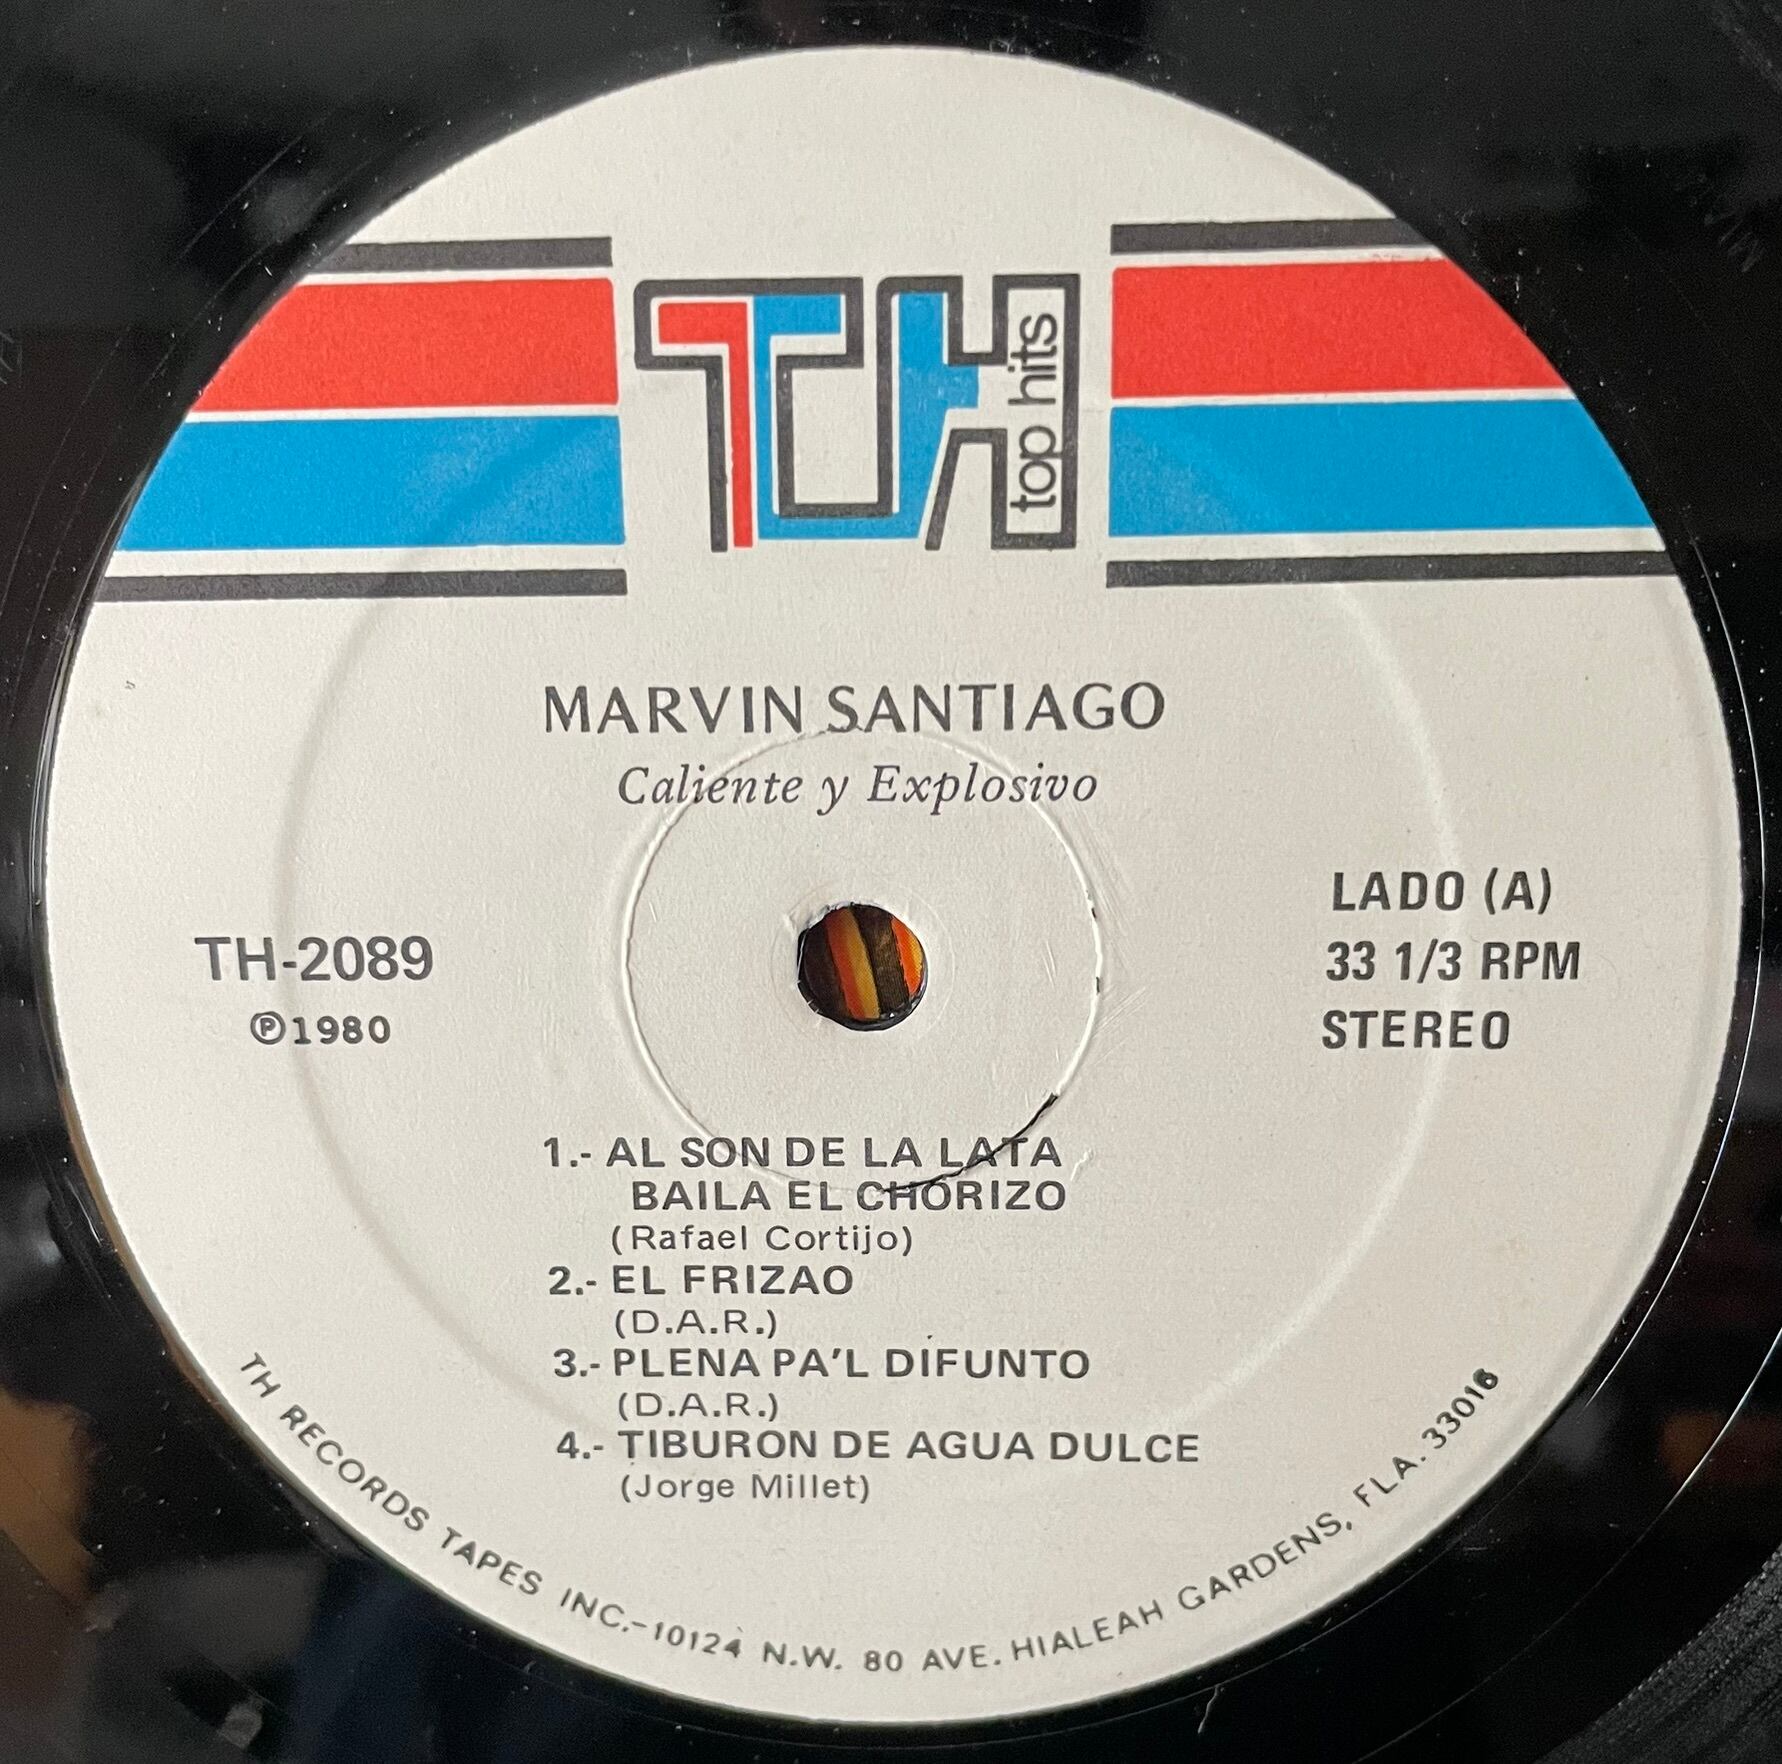 TH
top hits
MARVIN SANTIAGO
Caliente y Explosivo
TH-2089
℗1980
LADO (A)
33 1/3 RPM
STEREO
1.- AL SON DE LA LATA
BAILA EL CHORIZO
(Rafael Cortijo)
2.- EL FRIZAO
(D.A.R.)
3.- PLENA PA'L DIFUNTO
(D.A.R.)
4.- TIBURON DE AGUA DULCE
(Jorge Millet)
TH RECORDS TAPES INC.-10124 N.W. 80 AVE. HIALEAH GARDENS, FLA. 33016